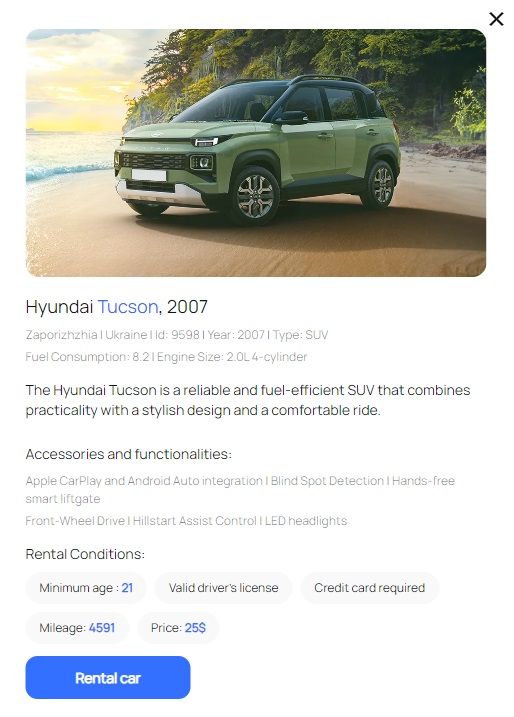 Hyundai Tucson, 2007
Zaporizhzhia | Ukraine | Id: 9598 | Year: 2007 | Type: SUV
Fuel Consumption: 8.2 | Engine Size: 2.0L 4-cylinder
The Hyundai Tucson is a reliable and fuel-efficient SUV that combines
practicality with a stylish design and a comfortable ride.
Accessories and functionalities:
Apple CarPlay and Android Auto integration | Blind Spot Detection | Hands-free
smart liftgate
Front-Wheel Drive | Hillstart Assist Control | LED headlights
Rental Conditions:
Minimum age : 21 Valid driver's license Credit card required
Mileage: 4591 Price: 25$
Rental car